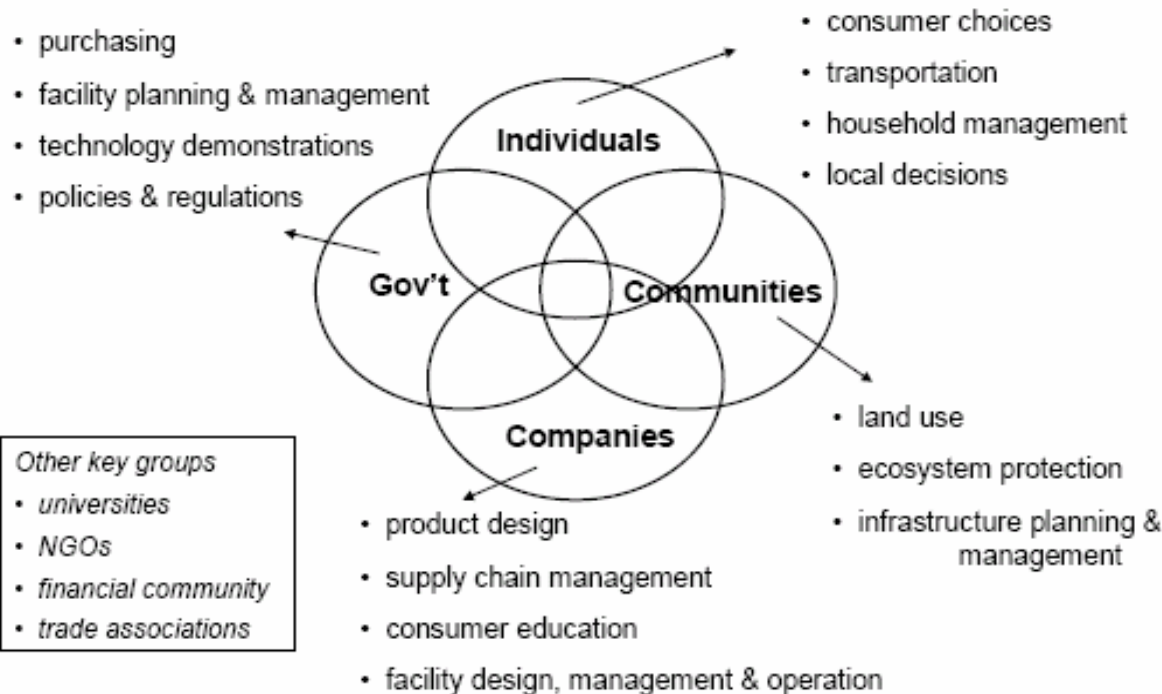 • purchasing
• facility planning & management
• technology demonstrations
• policies & regulations
• consumer choices
• transportation
• household management
• local decisions
Individuals
Gov't
Communities
Companies
• land use
• ecosystem protection
• infrastructure planning &
management
Other key groups
• universities
• NGOs
• financial community
• trade associations
• product design
• supply chain management
• consumer education
• facility design, management & operation